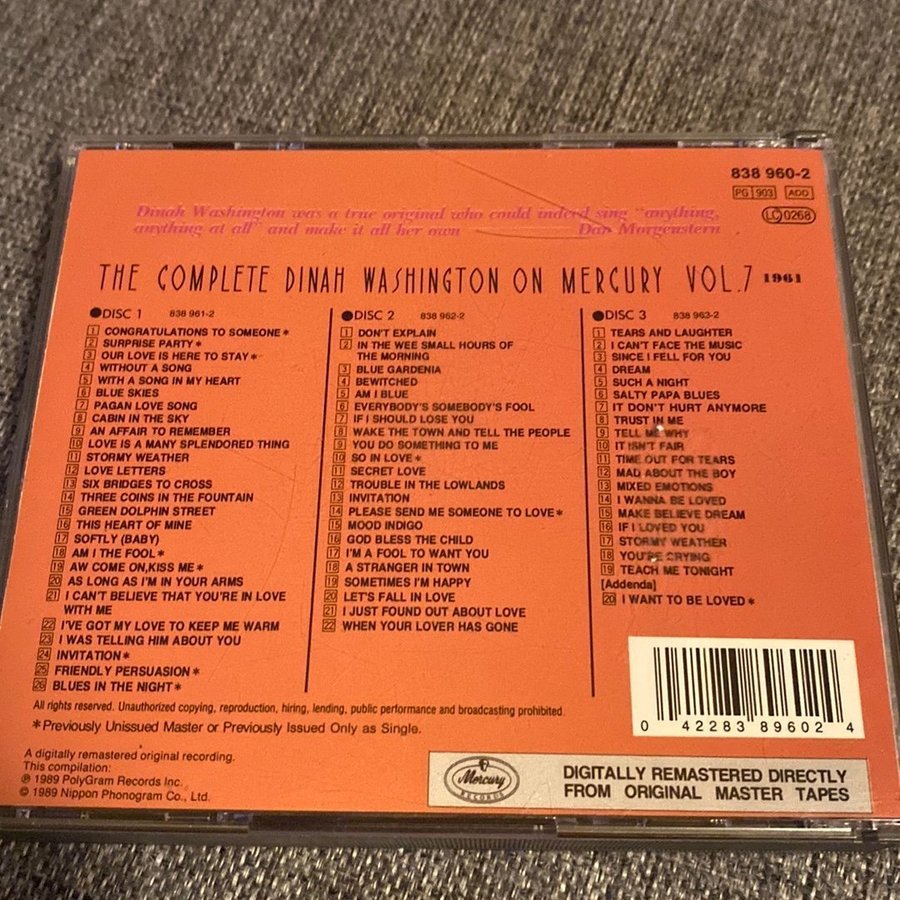 838 960-2
PG 903 ADD
LC 0268
Dinah Washington was a true original who could indeed sing "anything,
anything at all" and make it all her own Dan Morgenstern
THE COMPLETE DINAH WASHINGTON ON MERCURY VOL.7 1961
●DISC 1 838 961-2
1 CONGRATULATIONS TO SOMEONE*
2 SURPRISE PARTY*
3 OUR LOVE IS HERE TO STAY*
4 WITHOUT A SONG
5 WITH A SONG IN MY HEART
6 BLUE SKIES
7 PAGAN LOVE SONG
8 CABIN IN THE SKY
9 AN AFFAIR TO REMEMBER
10 LOVE IS A MANY SPLENDORED THING
11 STORMY WEATHER
12 LOVE LETTERS
13 SIX BRIDGES TO CROSS
14 THREE COINS IN THE FOUNTAIN
15 GREEN DOLPHIN STREET
16 THIS HEART OF MINE
17 SOFTLY (BABY)
18 AM I THE FOOL*
19 AW COME ON,KISS ME*
20 AS LONG AS I'M IN YOUR ARMS
21 I CAN'T BELIEVE THAT YOU'RE IN LOVE
WITH ME
22 I'VE GOT MY LOVE TO KEEP ME WARM
23 I WAS TELLING HIM ABOUT YOU
24 INVITATION*
25 FRIENDLY PERSUASION*
26 BLUES IN THE NIGHT*
●DISC 2 838 962-2
1 DON'T EXPLAIN
2 IN THE WEE SMALL HOURS OF
THE MORNING
3 BLUE GARDENIA
4 BEWITCHED
5 AM I BLUE
6 EVERYBODY'S SOMEBODY'S FOOL
7 IF I SHOULD LOSE YOU
8 WAKE THE TOWN AND TELL THE PEOPLE
9 YOU DO SOMETHING TO ME
10 SO IN LOVE*
11 SECRET LOVE
12 TROUBLE IN THE LOWLANDS
13 INVITATION
14 PLEASE SEND ME SOMEONE TO LOVE*
15 MOOD INDIGO
16 GOD BLESS THE CHILD
17 I'M A FOOL TO WANT YOU
18 A STRANGER IN TOWN
19 SOMETIMES I'M HAPPY
20 LET'S FALL IN LOVE
21 I JUST FOUND OUT ABOUT LOVE
22 WHEN YOUR LOVER HAS GONE
●DISC 3 838 963-2
1 TEARS AND LAUGHTER
2 I CAN'T FACE THE MUSIC
3 SINCE I FELL FOR YOU
4 DREAM
5 SUCH A NIGHT
6 SALTY PAPA BLUES
7 IT DON'T HURT ANYMORE
8 TRUST IN ME
9 TELL ME WHY
10 IT ISN'T FAIR
11 TIME OUT FOR TEARS
12 MAD ABOUT THE BOY
13 MIXED EMOTIONS
14 I WANNA BE LOVED
15 MAKE BELIEVE DREAM
16 IF I LOVED YOU
17 STORMY WEATHER
18 YOU'RE CRYING
19 TEACH ME TONIGHT
[Addenda]
20 I WANT TO BE LOVED*
All rights reserved. Unauthorized copying, reproduction, hiring, lending, public performance and broadcasting prohibited.
*Previously Unissued Master or Previously Issued Only as Single.
A digitally remastered original recording.
This compilation:
℗ 1989 PolyGram Records Inc.
© 1989 Nippon Phonogram Co., Ltd.
0 42283 89602 4
Mercury
RECORDS
DIGITALLY REMASTERED DIRECTLY
FROM ORIGINAL MASTER TAPES